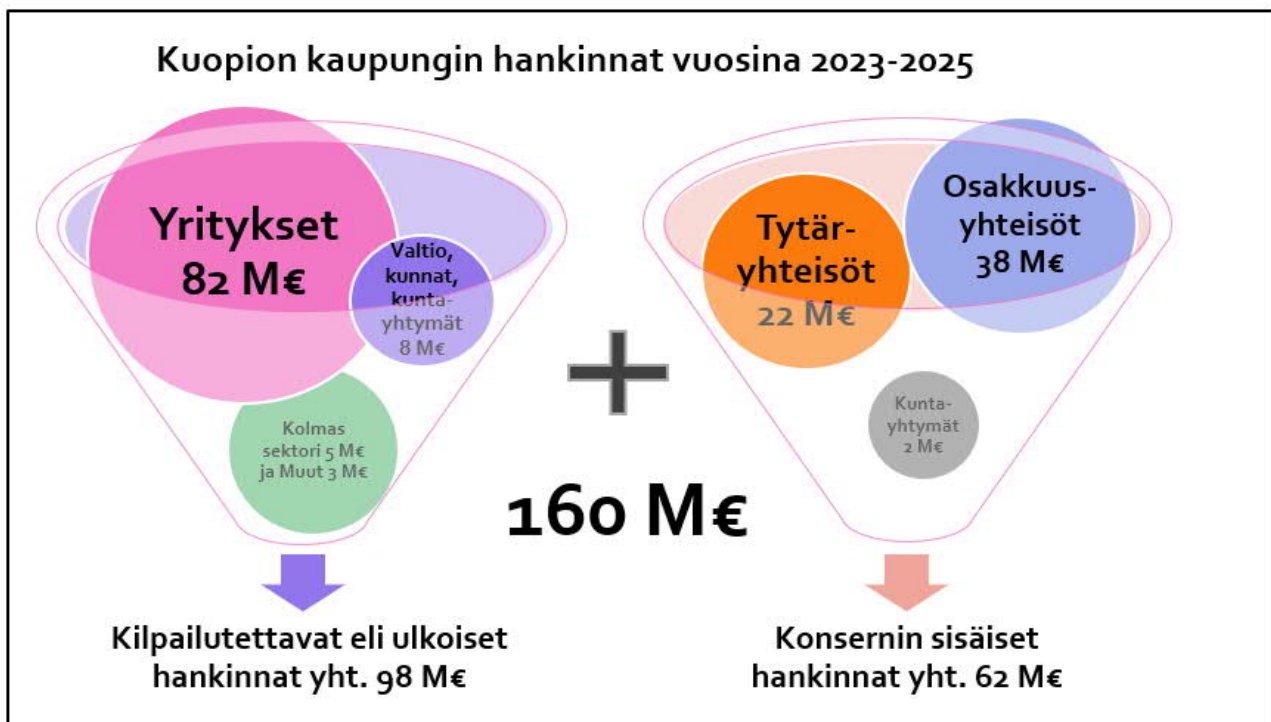 Kuopion kaupungin hankinnat vuosina 2023-2025
Yritykset
82 M€
Valtio,
kunnat,
kunta-
yhtymät
8 M€
Kolmas
sektori 5 M€
ja Muut 3 M€
Tytär-
yhteisöt
22 M€
Osakkuus-
yhteisöt
38 M€
Kunta-
yhtymät
2 M€
160 M€
Kilpailutettavat eli ulkoiset
hankinnat yht. 98 M€
Konsernin sisäiset
hankinnat yht. 62 M€